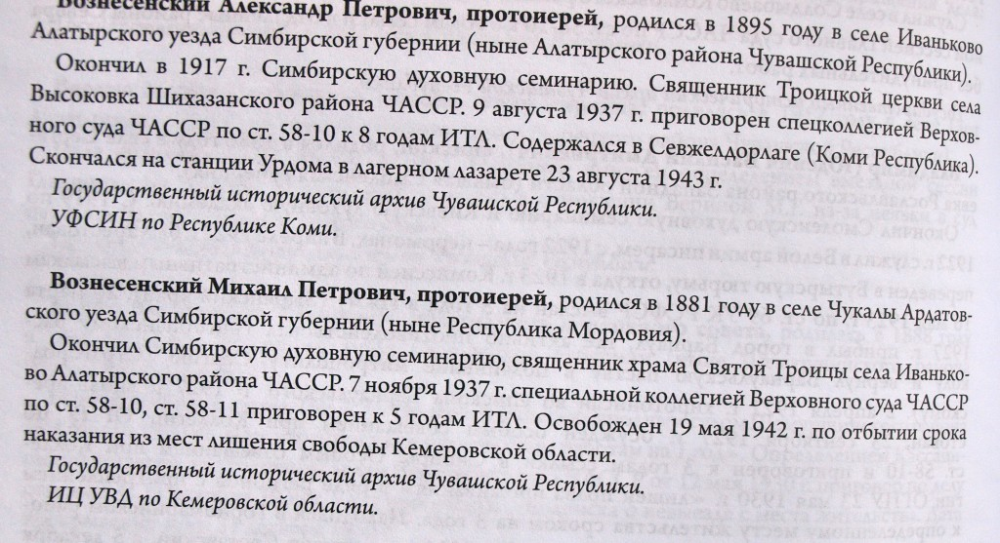 Вознесенский Александр Петрович, протоиерей, родился в 1895 году в селе Иваньково
Алатырского уезда Симбирской губернии (ныне Алатырского района Чувашской Республики).
Окончил в 1917 г. Симбирскую духовную семинарию. Священник Троицкой церкви села
Высоковка Шихазанского района ЧАССР. 9 августа 1937 г. приговорен спецколлегией Верхов-
ного суда ЧАССР по ст. 58-10 к 8 годам ИТЛ. Содержался в Севжелдорлаге (Коми Республика).
Скончался на станции Урдома в лагерном лазарете 23 августа 1943 г.
Государственный исторический архив Чувашской Республики.
УФСИН по Республике Коми.
Вознесенский Михаил Петрович, протоиерей, родился в 1881 году в селе Чукалы Ардатов-
ского уезда Симбирской губернии (ныне Республика Мордовия).
Окончил Симбирскую духовную семинарию, священник храма Святой Троицы села Иванько-
во Алатырского района ЧАССР. 7 ноября 1937 г. специальной коллегией Верховного суда ЧАССР
по ст. 58-10, ст. 58-11 приговорен к 5 годам ИТЛ. Освобожден 19 мая 1942 г. по отбытии срока
наказания из мест лишения свободы Кемеровской области.
Государственный исторический архив Чувашской Республики.
ИЦ УВД по Кемеровской области.